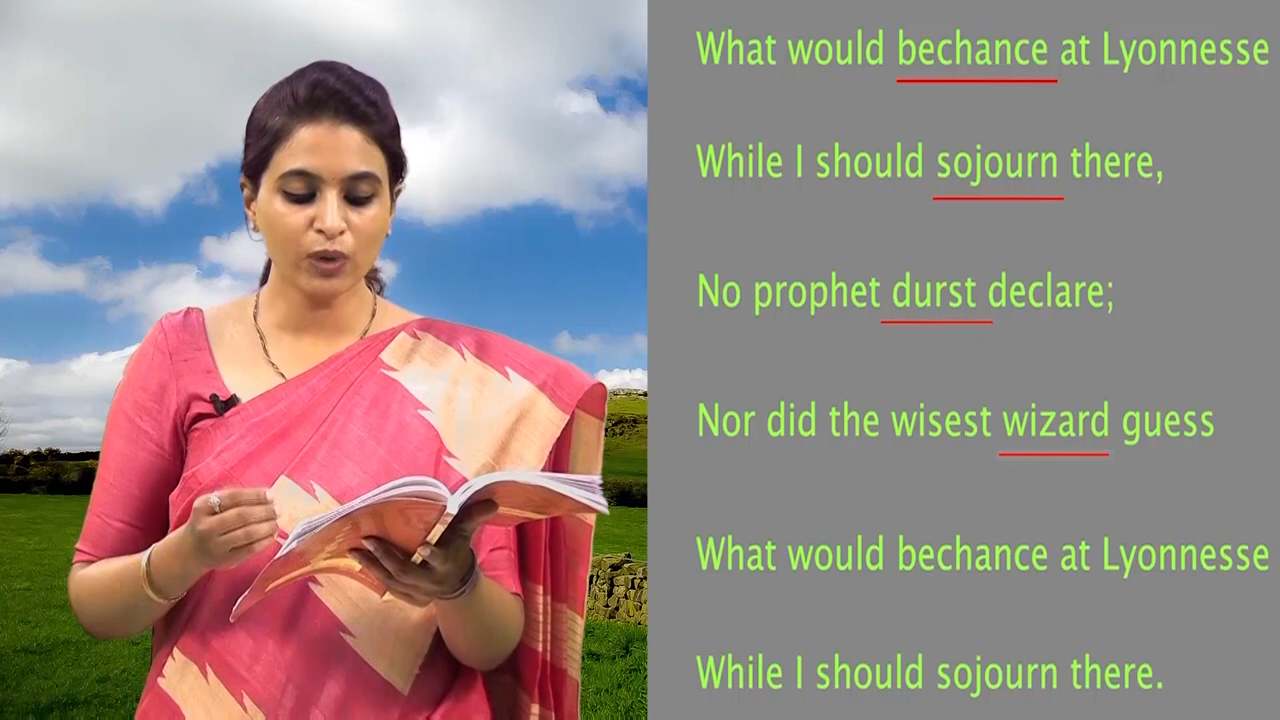 What would bechance at Lyonnesse
While I should sojourn there,
No prophet durst declare;
Nor did the wisest wizard guess
What would bechance at Lyonnesse
While I should sojourn there.